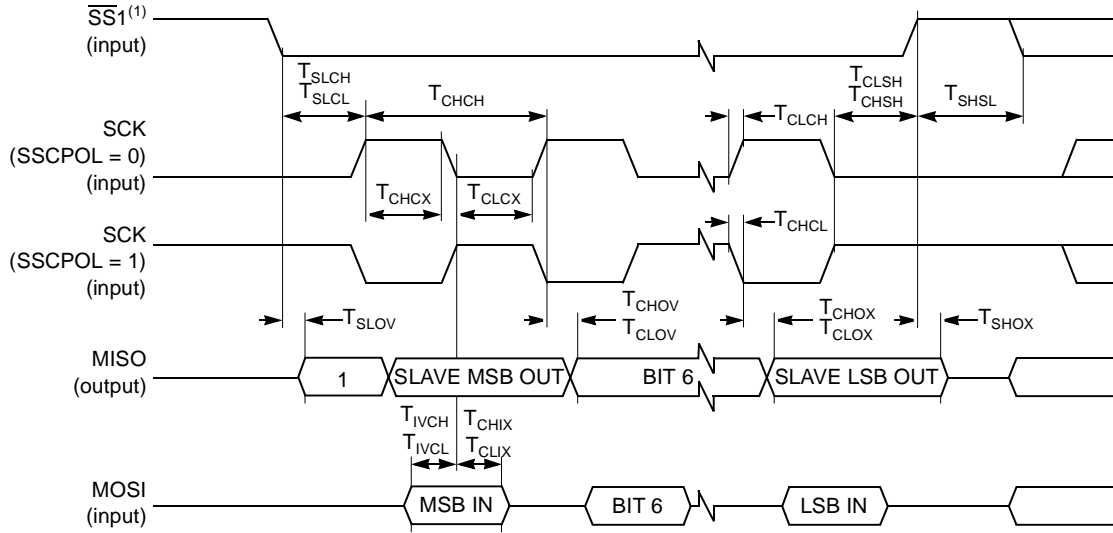 SS1(1)
(input)
TSLCH
TSLCL
TCHCH
TCLCH
TCLSH
TCHSH
TSHSL
SCK
(SSCPOL = 0)
(input)
TCHCX
TCLCX
TCHCL
SCK
(SSCPOL = 1)
(input)
TSLOV
TCHOV
TCLOV
TCHOX
TCLOX
TSHOX
MISO
(output)
1
SLAVE MSB OUT
BIT 6
SLAVE LSB OUT
TIVCH
TIVCL
TCHIX
TCLIX
MOSI
(input)
MSB IN
BIT 6
LSB IN